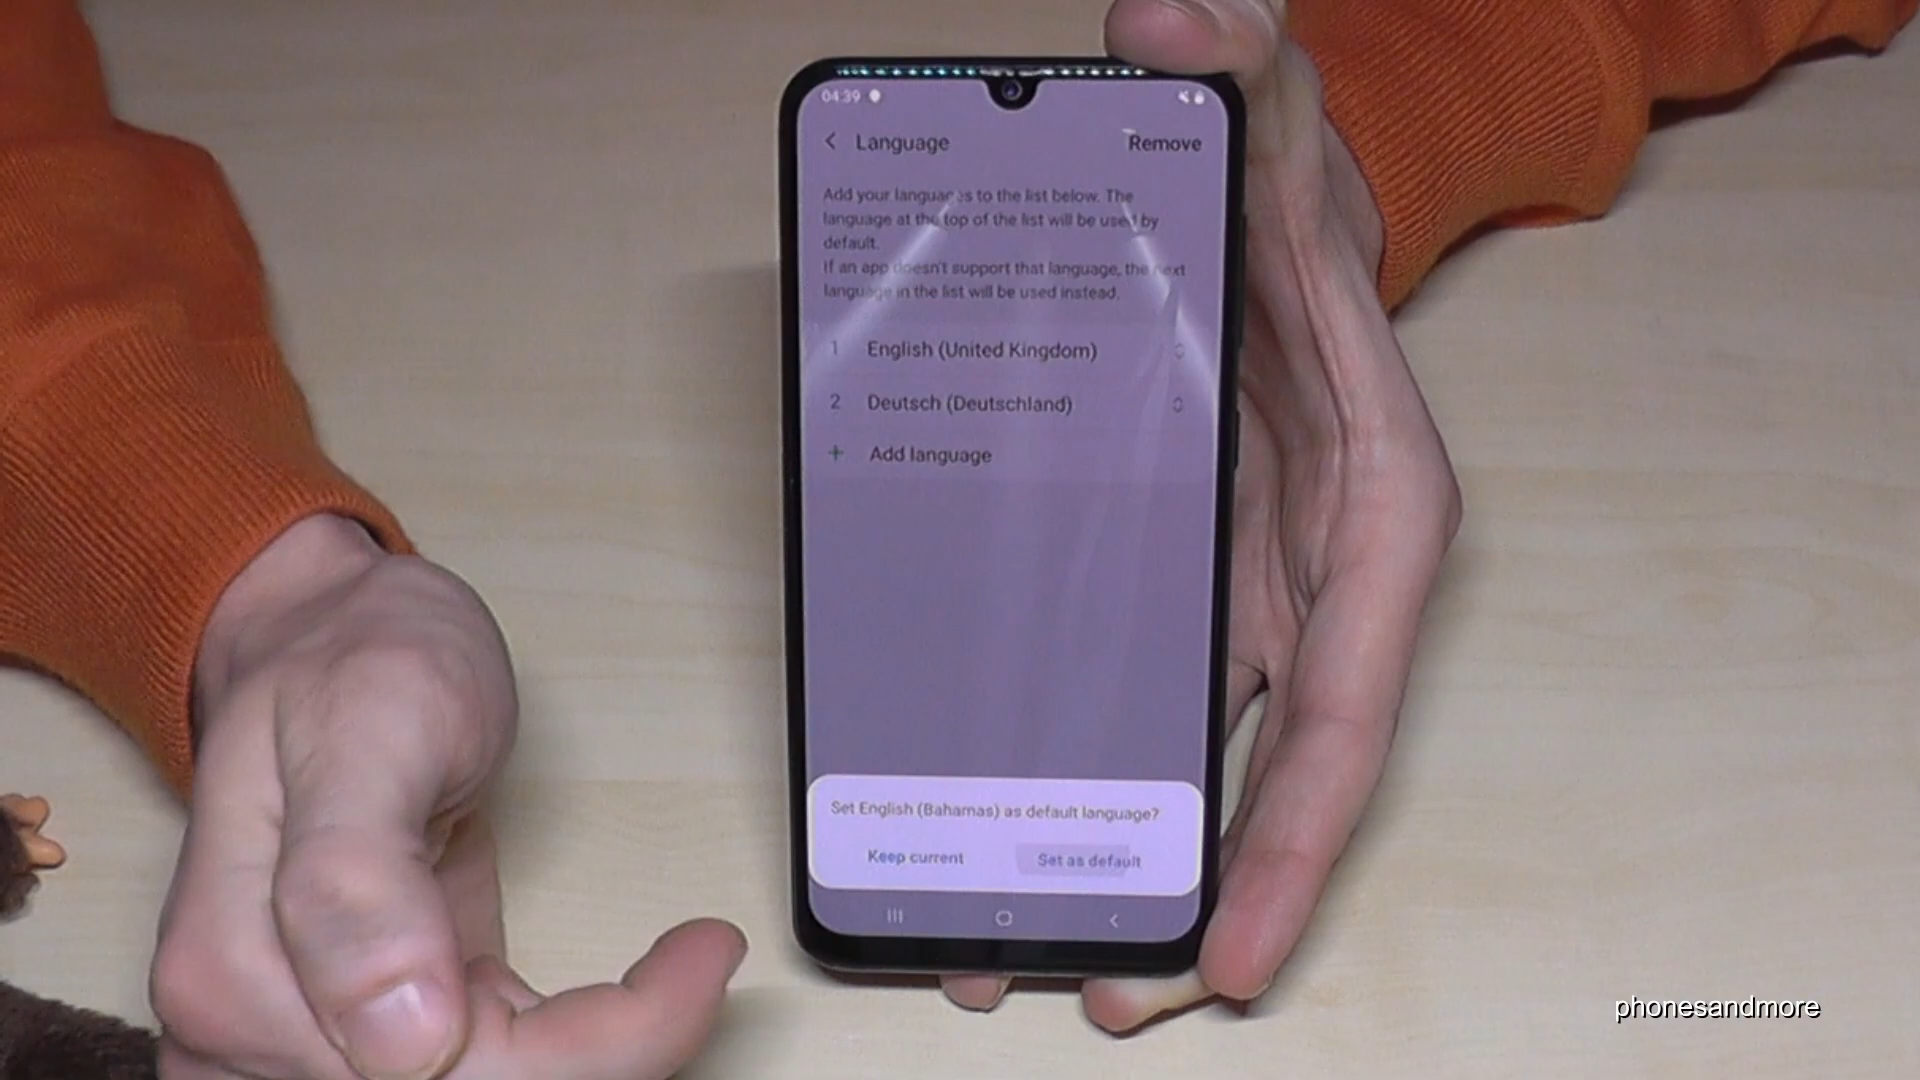 04:39
Language
Remove
Add your languages to the list below. The
language at the top of the list will be used by
default.
If an app doesn't support that language, the next
language in the list will be used instead.
1 English (United Kingdom)
2 Deutsch (Deutschland)
+ Add language
Set English (Bahamas) as default language?
Keep current
Set as default
phonesandmore